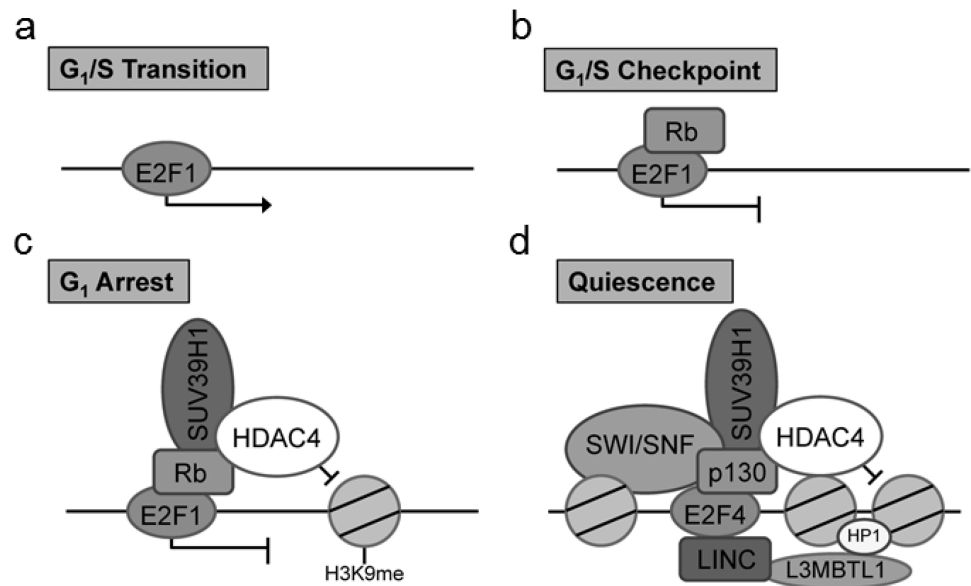 a
G₁/S Transition
E2F1
b
G₁/S Checkpoint
Rb
E2F1
c
G₁ Arrest
SUV39H1
HDAC4
Rb
E2F1
H3K9me
d
Quiescence
SUV39H1
SWI/SNF
HDAC4
p130
E2F4
HP1
LINC
L3MBTL1